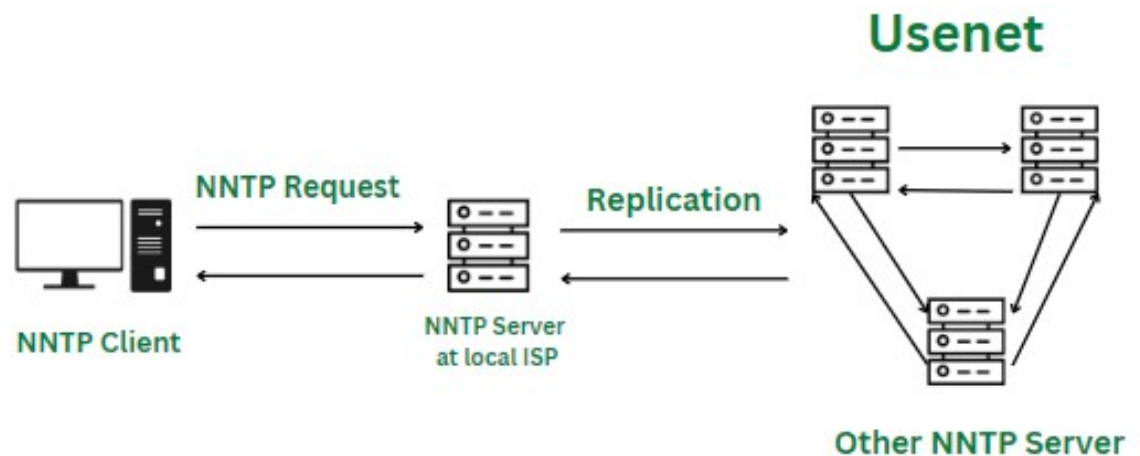 Usenet
NNTP Request
Replication
NNTP Client
NNTP Server
at local ISP
Other NNTP Server